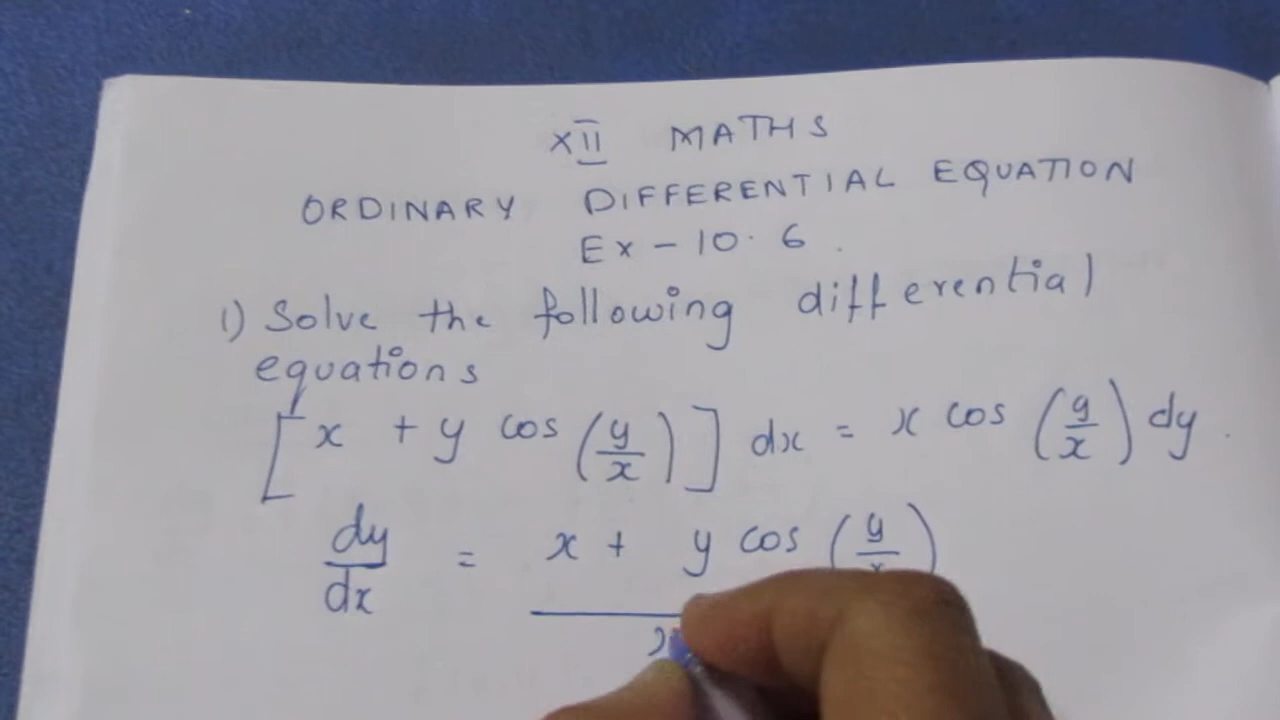 XII MATHS
ORDINARY DIFFERENTIAL EQUATION
Ex - 10.6.
1) Solve the following differential
equations
[x + y cos (y/x)] dx = x cos (y/x) dy.
dy/dx = x + y cos (y/x)